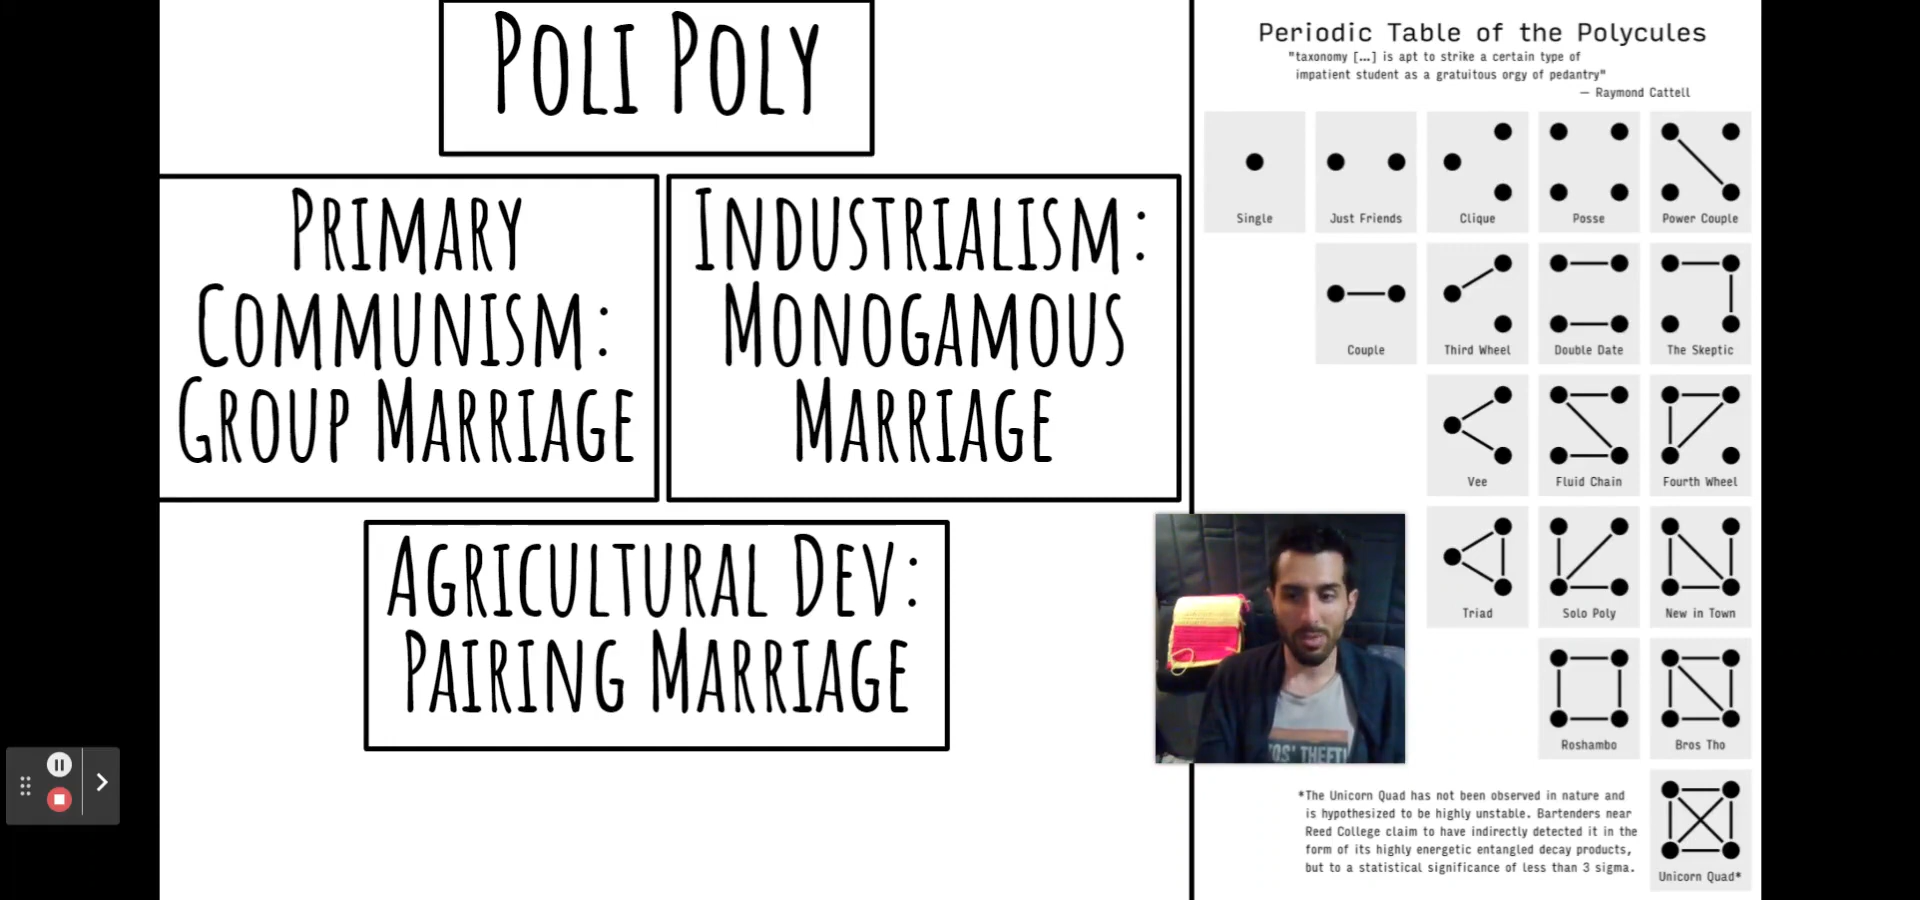 Poli Poly
Primary
Communism:
Group Marriage
Industrialism:
Monogamous
Marriage
Agricultural Dev:
Pairing Marriage
Periodic Table of the Polycules
"taxonomy [...] is apt to strike a certain type of
impatient student as a gratuitous orgy of pedantry"
— Raymond Cattell
Single
Just Friends
Clique
Posse
Power Couple
Couple
Third Wheel
Double Date
The Skeptic
Vee
Fluid Chain
Fourth Wheel
Triad
Solo Poly
New in Town
Roshambo
Bros Tho
*The Unicorn Quad has not been observed in nature and
is hypothesized to be highly unstable. Bartenders near
Reed College claim to have indirectly detected it in the
form of its highly energetic entangled decay products,
but to a statistical significance of less than 3 sigma.
Unicorn Quad*